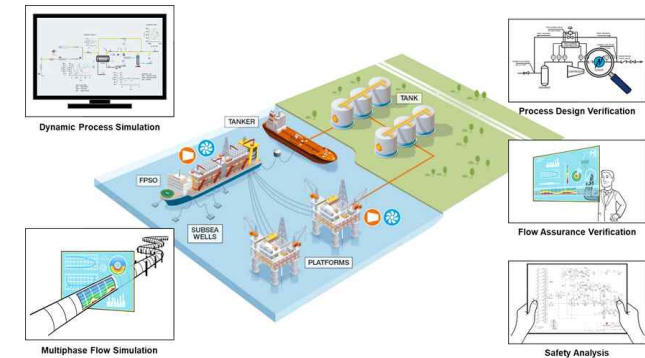 Dynamic Process Simulation
TANKER
TANK
FPSO
SUBSEA
WELLS
PLATFORMS
Multiphase Flow Simulation
Process Design Verification
Flow Assurance Verification
Safety Analysis